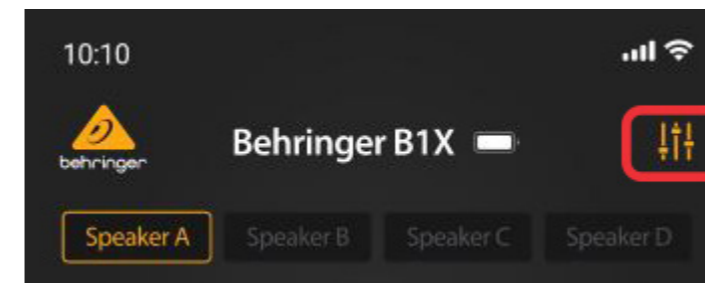 10:10
behringer
Behringer B1X
Speaker A Speaker B Speaker C Speaker D